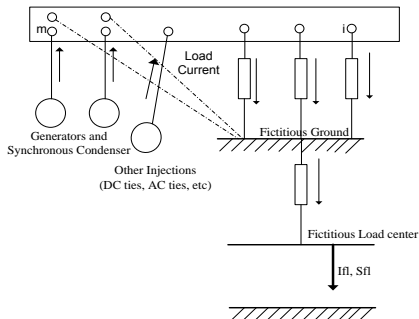 m
i
Load
Current
Generators and
Synchronous Condenser
Fictitious Ground
Other Injections
(DC ties, AC ties, etc)
Fictitious Load center
Ifl, Sfl